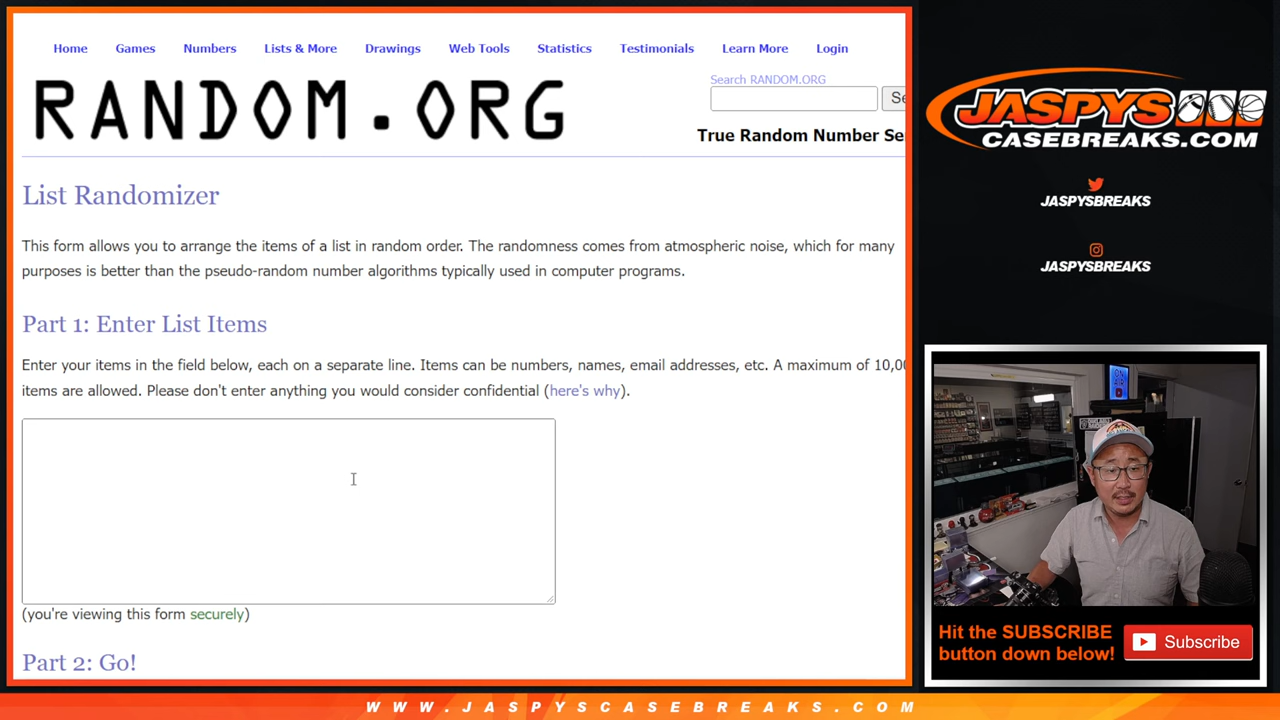 Home Games Numbers Lists & More Drawings Web Tools Statistics Testimonials Learn More Login
RANDOM.ORG
Search RANDOM.ORG
Se
True Random Number Se
List Randomizer
This form allows you to arrange the items of a list in random order. The randomness comes from atmospheric noise, which for many
purposes is better than the pseudo-random number algorithms typically used in computer programs.
Part 1: Enter List Items
Enter your items in the field below, each on a separate line. Items can be numbers, names, email addresses, etc. A maximum of 10,00
items are allowed. Please don't enter anything you would consider confidential (here's why).
(you're viewing this form securely)
Part 2: Go!
JASPYS
CASEBREAKS.COM
JASPYSBREAKS
JASPYSBREAKS
ON
AIR
Hit the SUBSCRIBE
button down below!
Subscribe
WWW.JASPYSCASEBREAKS.COM